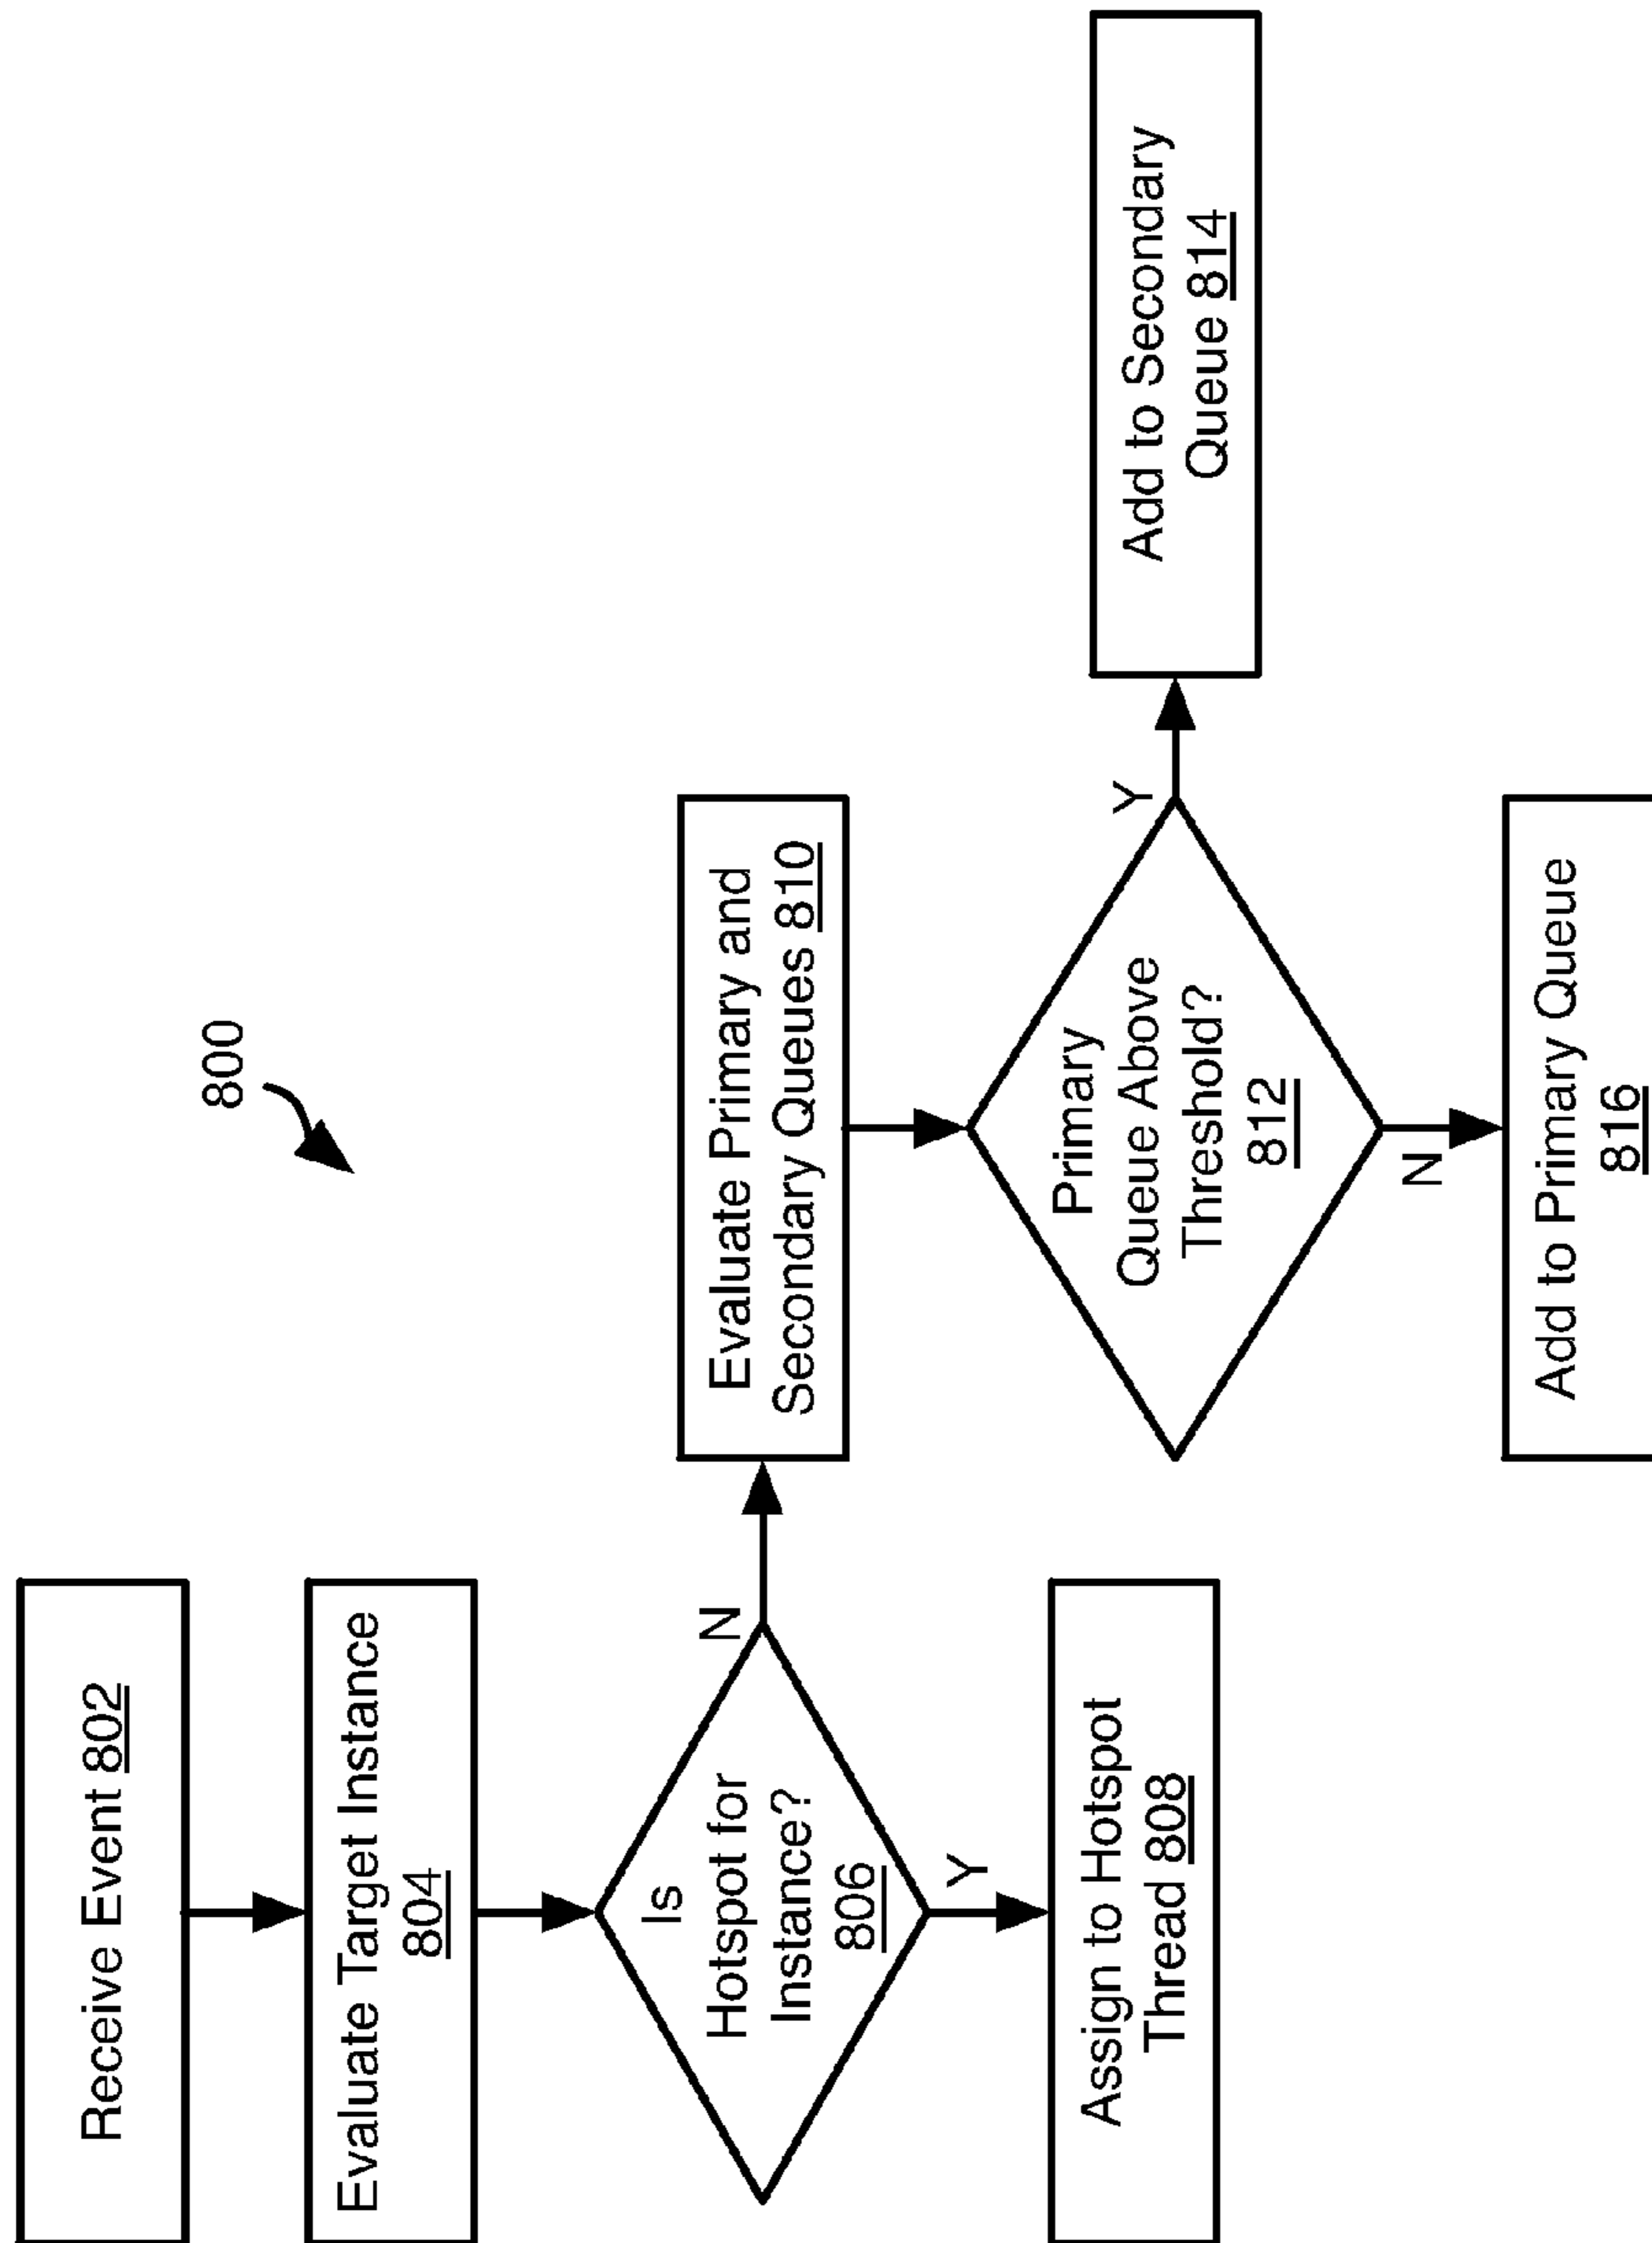 800
Receive Event 802
Evaluate Target Instance
804
Is
Hotspot for
Instance?
806
N
Y
Assign to Hotspot
Thread 808
Evaluate Primary and
Secondary Queues 810
Primary
Queue Above
Threshold?
812
Y
N
Add to Secondary
Queue 814
Add to Primary Queue
816